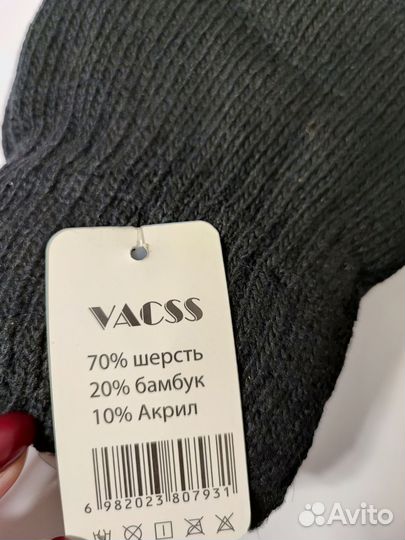 VACSS
70% шерсть
20% бамбук
10% Акрил
6 982023 807931
Avito